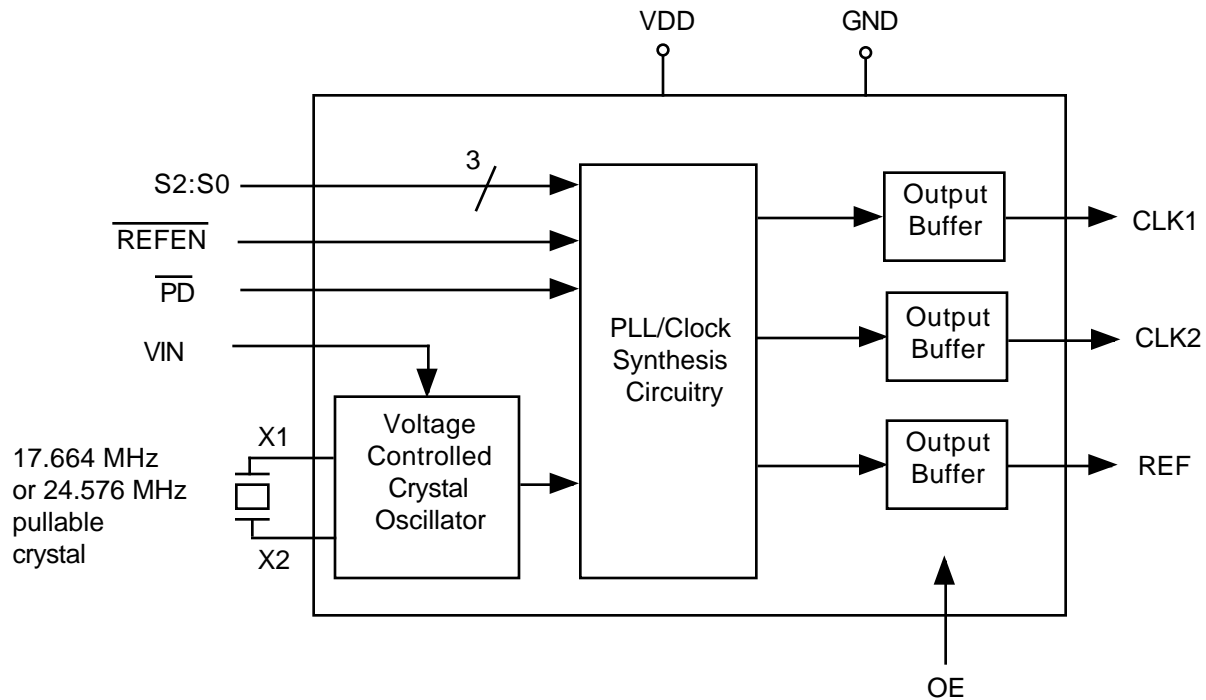 VDD
GND
3
S2:S0
REFEN
PD
VIN
X1
X2
17.664 MHz
or 24.576 MHz
pullable
crystal
Voltage
Controlled
Crystal
Oscillator
PLL/Clock
Synthesis
Circuitry
Output
Buffer
CLK1
Output
Buffer
CLK2
Output
Buffer
REF
OE